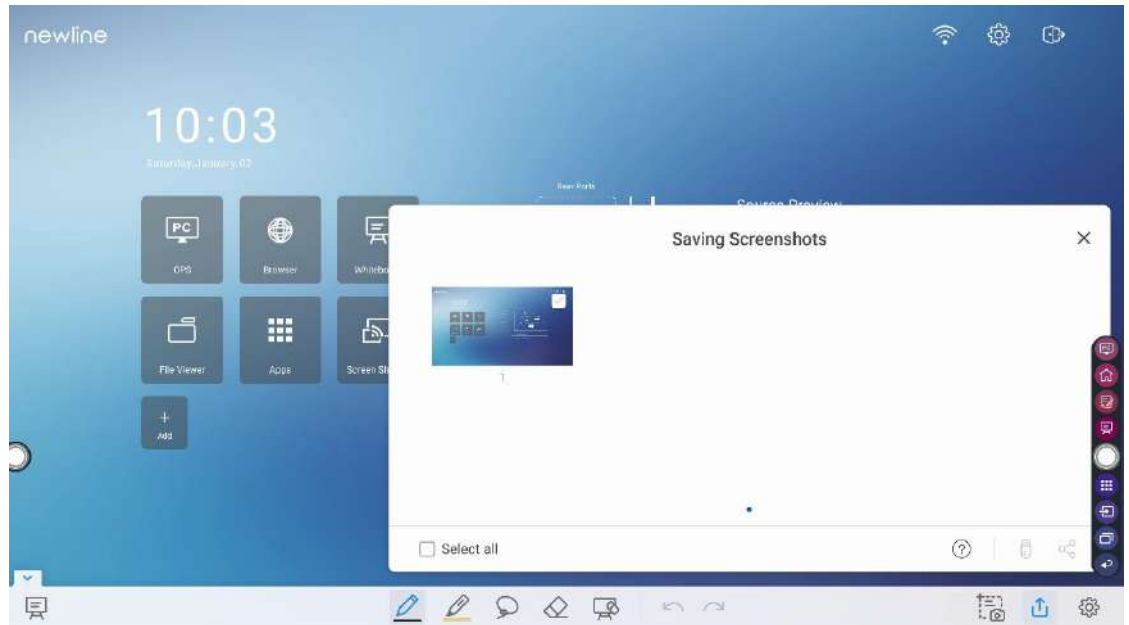 newline
10:03
Saturday, January, 02
Rear Ports
Source Preview
PC
OPS
Browser
Whitebo
Saving Screenshots
File Viewer
Apps
Screen Sh
1
+
Add
Select all
?